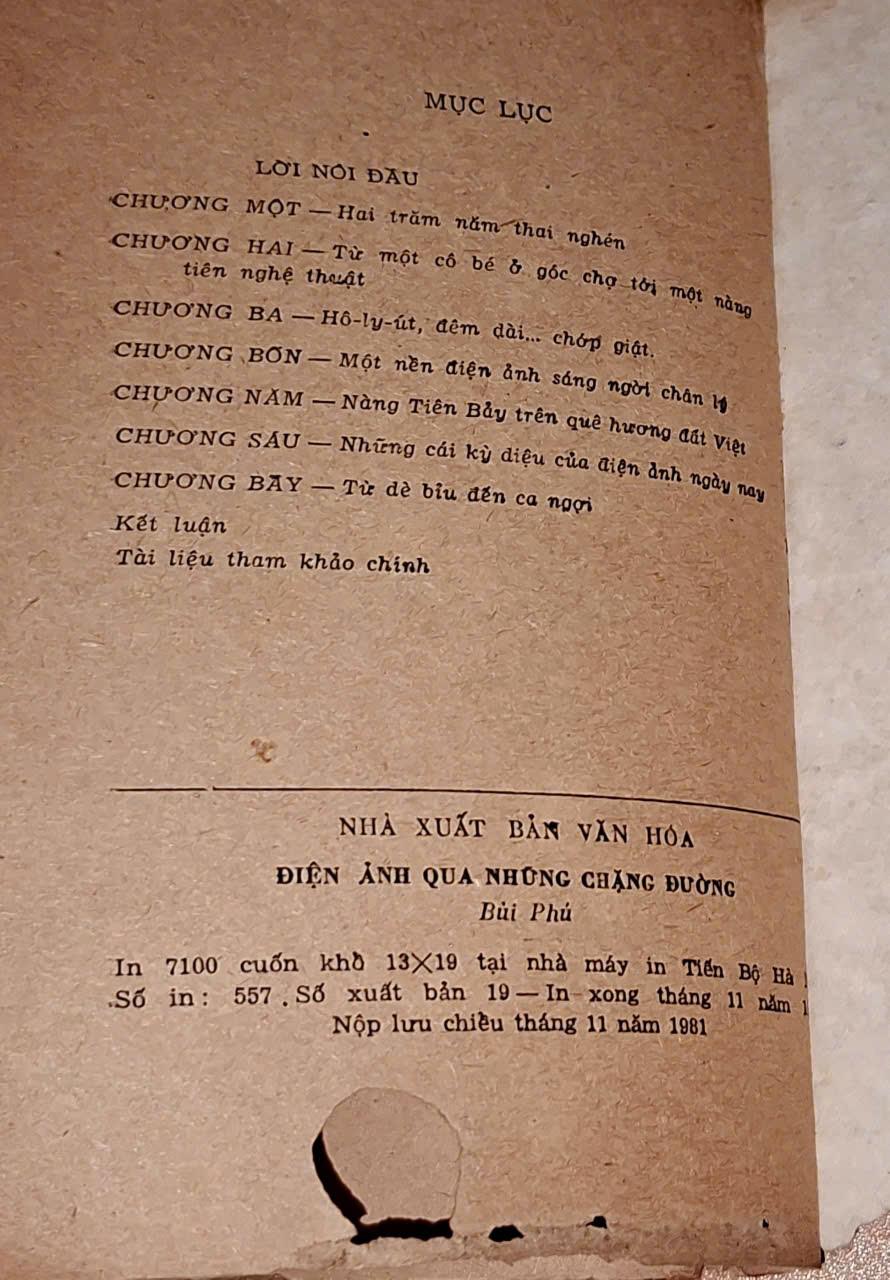 MỤC LỤC
LỜI NÓI ĐẦU
CHƯƠNG MỘT — Hai trăm năm thai nghén
CHƯƠNG HAI — Từ một cô bé ở góc chợ tới một nàng
tiên nghệ thuật
CHƯƠNG BA — Hô-ly-út, đêm dài... chớp giật.
CHƯƠNG BỐN — Một nền điện ảnh sáng ngời chân lý
CHƯƠNG NĂM — Nàng Tiên Bảy trên quê hương đất Việt
CHƯƠNG SÁU — Những cái kỳ diệu của điện ảnh ngày nay
CHƯƠNG BẢY — Từ dè bỉu đến ca ngợi
Kết luận
Tài liệu tham khảo chính
NHÀ XUẤT BẢN VĂN HÓA
ĐIỆN ẢNH QUA NHỮNG CHẶNG ĐƯỜNG
Bùi Phú
In 7100 cuốn khổ 13×19 tại nhà máy in Tiến Bộ Hà
Số in: 557. Số xuất bản 19 — In xong tháng 11 năm
Nộp lưu chiểu tháng 11 năm 1981